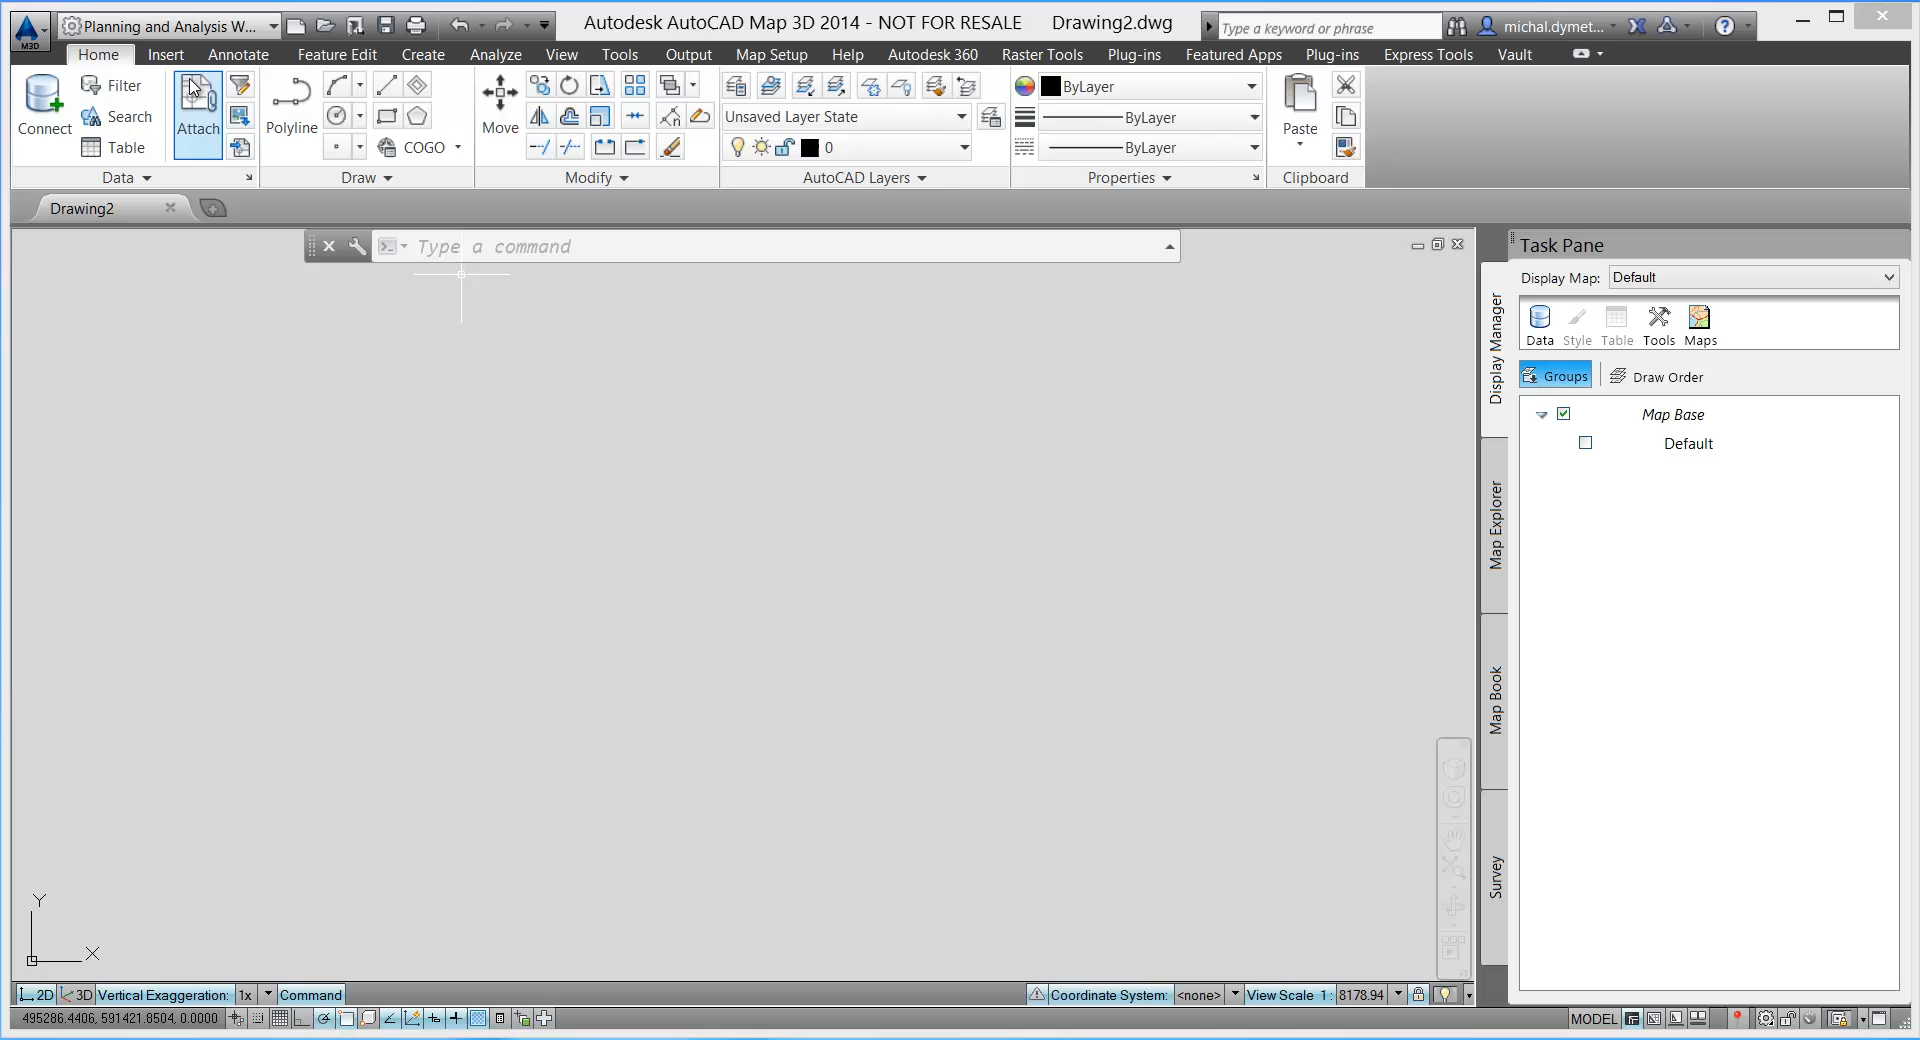 M3D
Planning and Analysis W...
Autodesk AutoCAD Map 3D 2014 - NOT FOR RESALE Drawing2.dwg
Type a keyword or phrase
michal.dymet...
Home Insert Annotate Feature Edit Create Analyze View Tools Output Map Setup Help Autodesk 360 Raster Tools Plug-ins Featured Apps Plug-ins Express Tools Vault
Connect
Filter
Search
Table
Attach
Data
Polyline
COGO
Draw
Move
Modify
Unsaved Layer State
0
AutoCAD Layers
ByLayer
ByLayer
ByLayer
Properties
Paste
Clipboard
Drawing2
Type a command
Task Pane
Display Map: Default
Data Style Table Tools Maps
Groups Draw Order
Map Base
Default
Display Manager
Map Explorer
Map Book
Survey
Y
X
2D 3D Vertical Exaggeration: 1x Command
Coordinate System: <none> View Scale 1: 8178.94
495286.4406, 591421.8504, 0.0000
MODEL